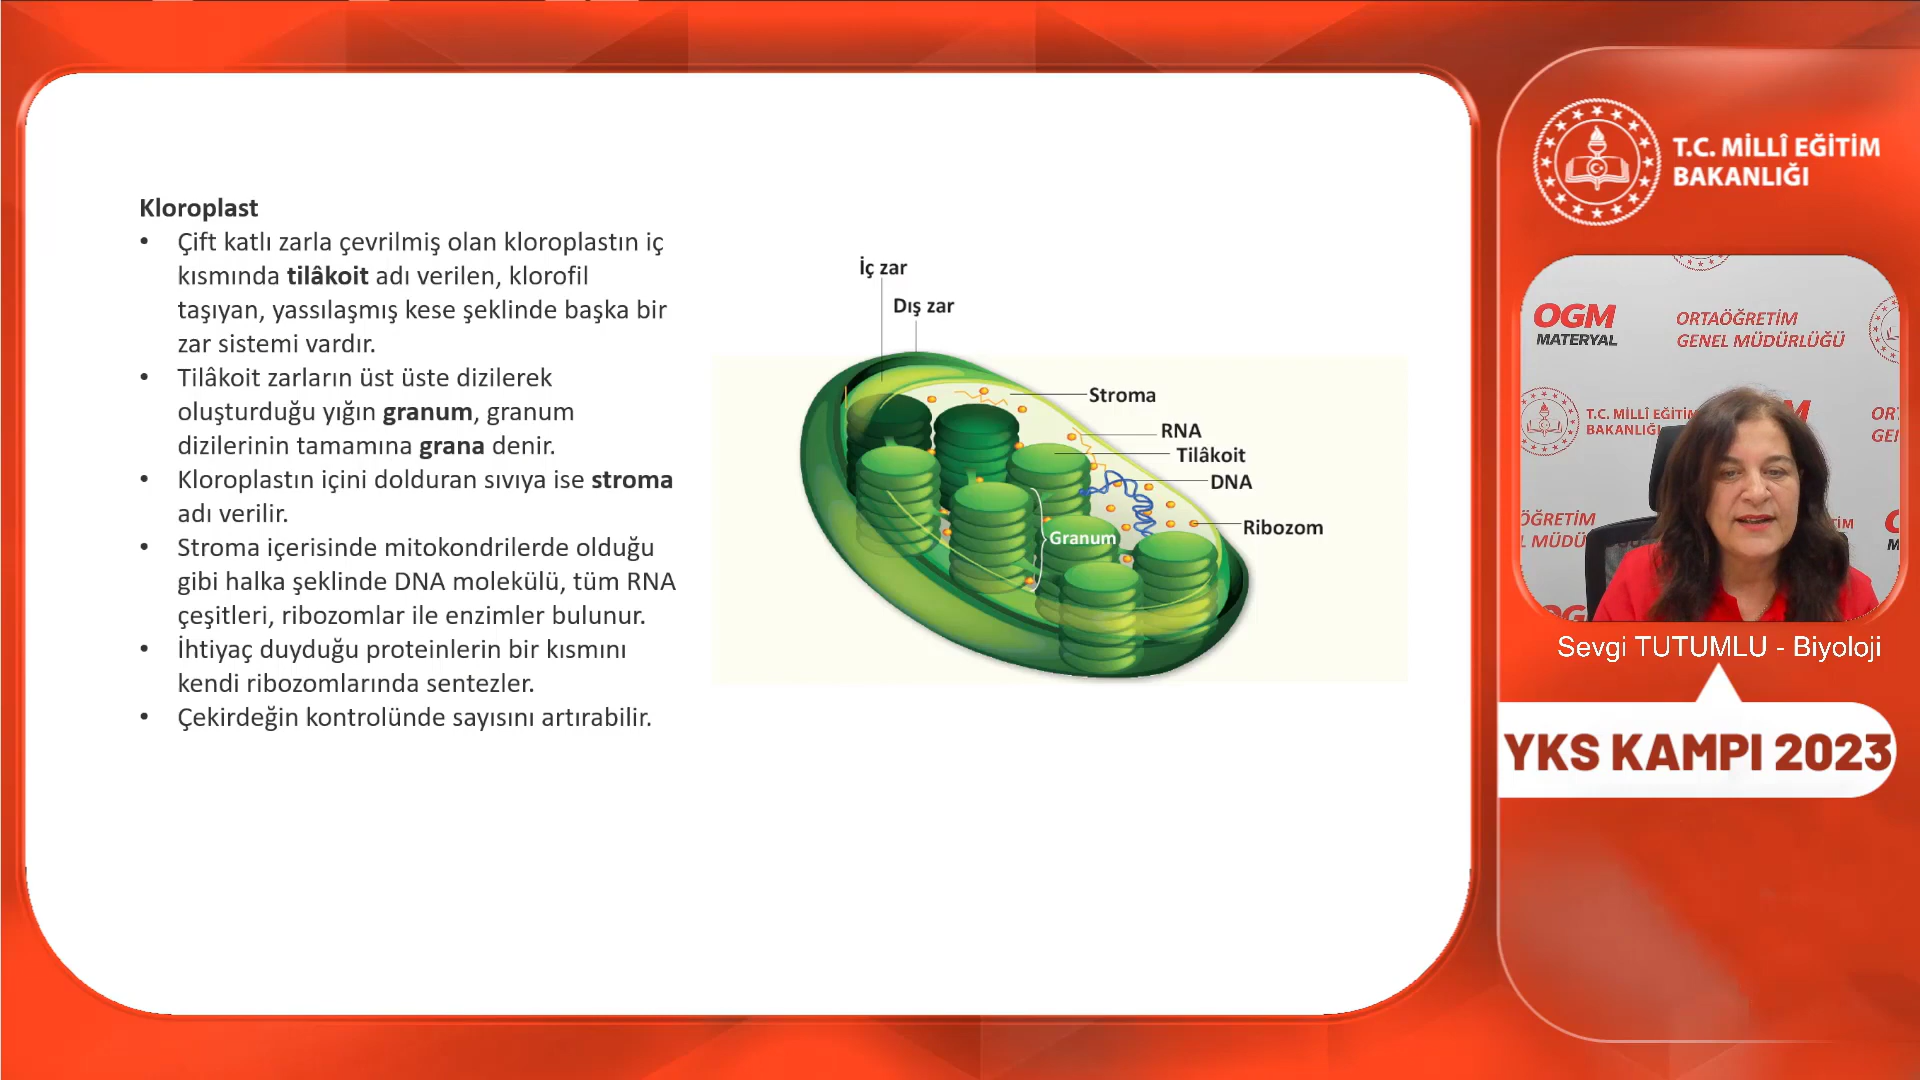 Kloroplast
• Çift katlı zarla çevrilmiş olan kloroplastın iç
kısmında tilâkoit adı verilen, klorofil
taşıyan, yassılaşmış kese şeklinde başka bir
zar sistemi vardır.
• Tilâkoit zarların üst üste dizilerek
oluşturduğu yığın granum, granum
dizilerinin tamamına grana denir.
• Kloroplastın içini dolduran sıvıya ise stroma
adı verilir.
• Stroma içerisinde mitokondrilerde olduğu
gibi halka şeklinde DNA molekülü, tüm RNA
çeşitleri, ribozomlar ile enzimler bulunur.
• İhtiyaç duyduğu proteinlerin bir kısmını
kendi ribozomlarında sentezler.
• Çekirdeğin kontrolünde sayısını artırabilir.
İç zar
Dış zar
Stroma
RNA
Tilâkoit
DNA
Ribozom
Granum
T.C. MİLLÎ EĞİTİM
BAKANLIĞI
OGM
MATERYAL
ORTAÖĞRETİM
GENEL MÜDÜRLÜĞÜ
T.C. MİLLÎ EĞİTİM
BAKANLIĞI
Sevgi TUTUMLU - Biyoloji
YKS KAMPI 2023